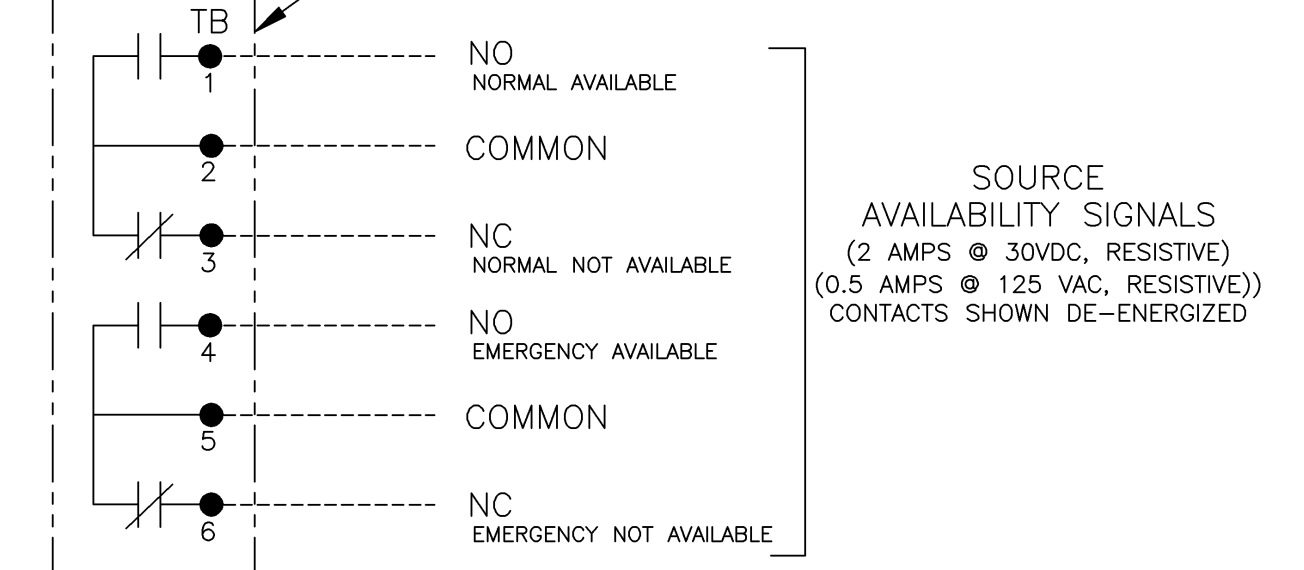 TB
1
NO
NORMAL AVAILABLE
2
COMMON
3
NC
NORMAL NOT AVAILABLE
4
NO
EMERGENCY AVAILABLE
5
COMMON
6
NC
EMERGENCY NOT AVAILABLE
SOURCE
AVAILABILITY SIGNALS
(2 AMPS @ 30VDC, RESISTIVE)
(0.5 AMPS @ 125 VAC, RESISTIVE))
CONTACTS SHOWN DE-ENERGIZED